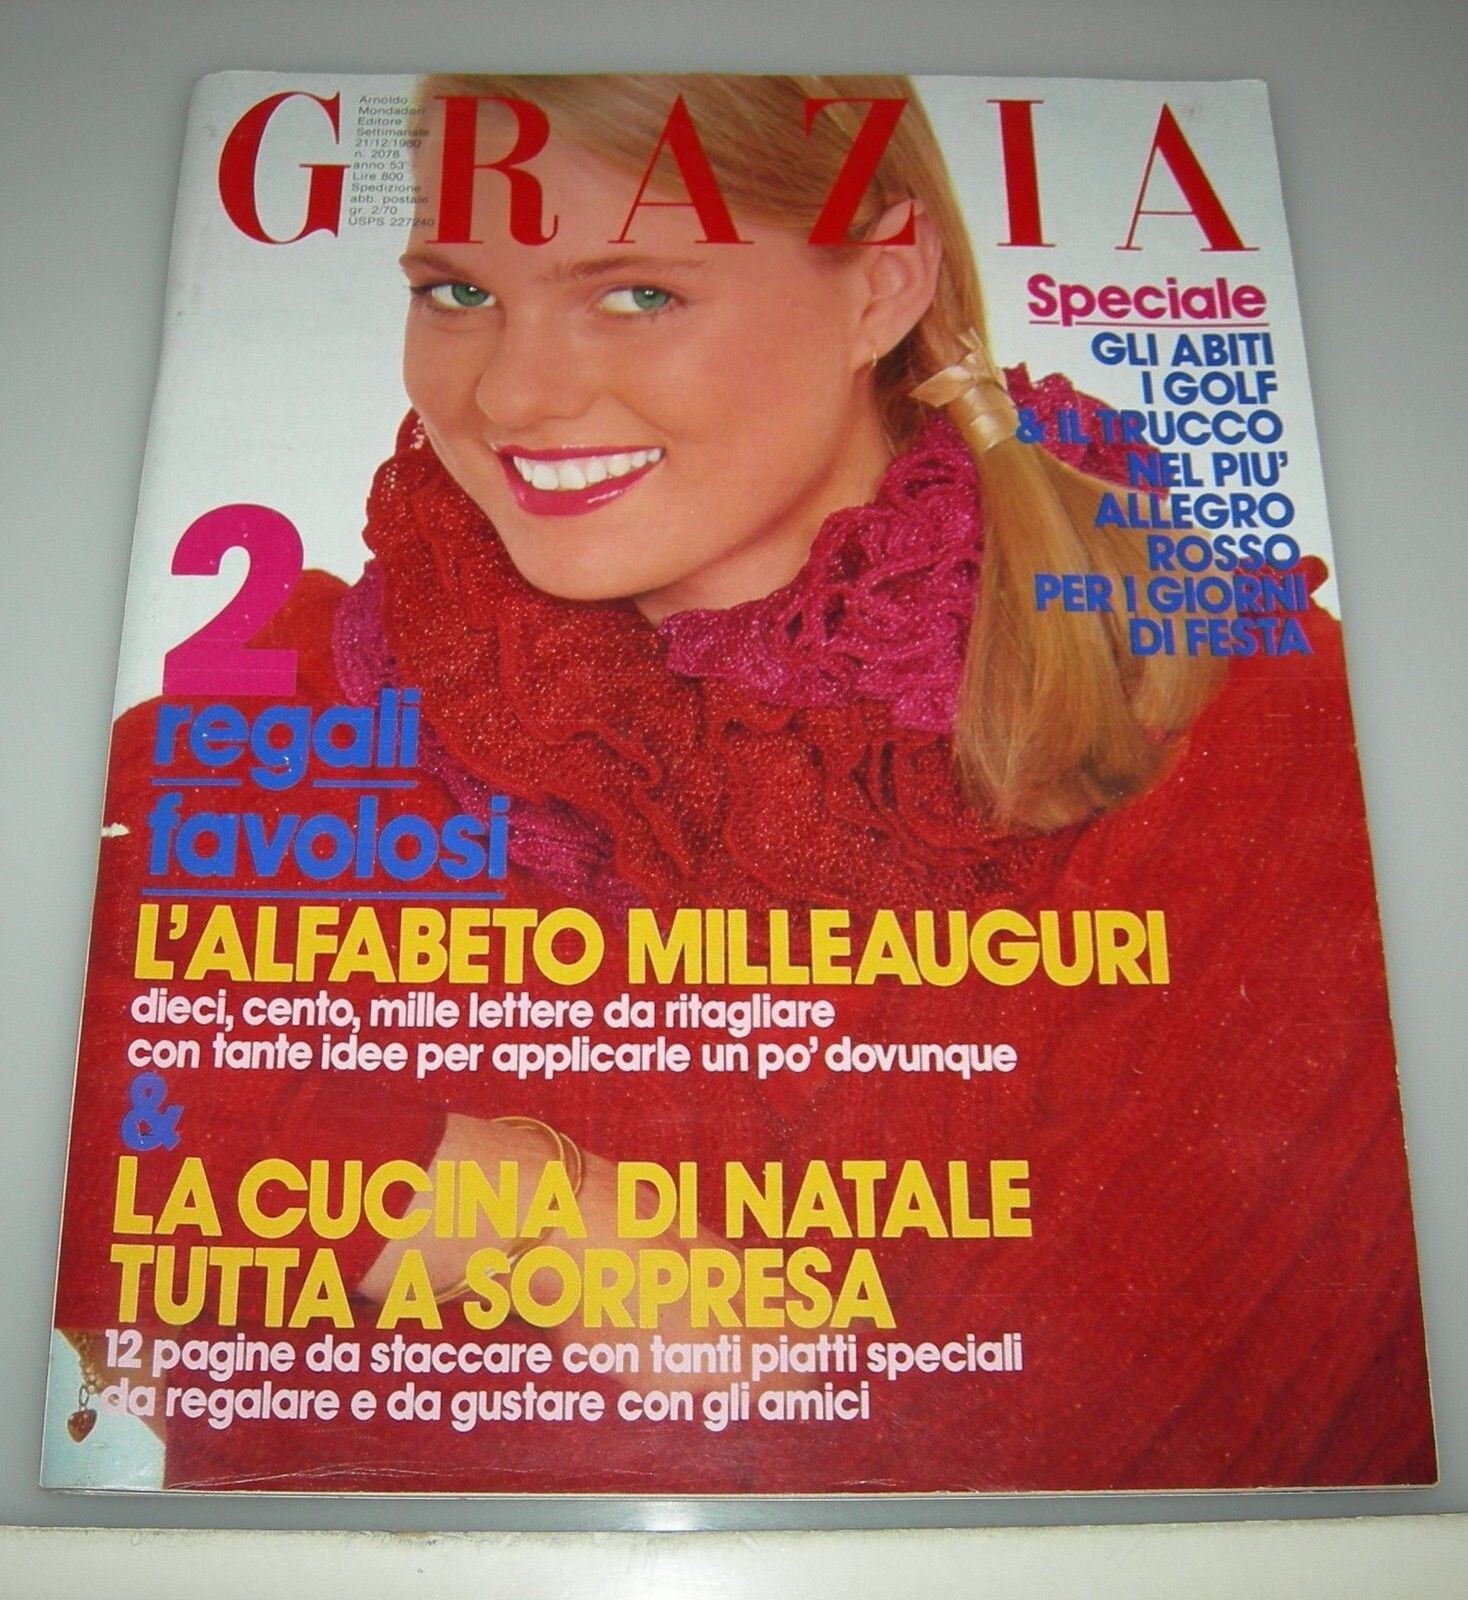 GRAZIA
Arnoldo
Mondadori
Editore
Settimanale
21/12/1980
n. 2078
anno 53
Lire 800
Spedizione
abb. postale
gr. 2/70
USPS 227240
Speciale
GLI ABITI
I GOLF
& IL TRUCCO
NEL PIU'
ALLEGRO
ROSSO
PER I GIORNI
DI FESTA
2
regali
favolosi
L'ALFABETO MILLEAUGURI
dieci, cento, mille lettere da ritagliare
con tante idee per applicarle un po' dovunque
&
LA CUCINA DI NATALE
TUTTA A SORPRESA
12 pagine da staccare con tanti piatti speciali
da regalare e da gustare con gli amici